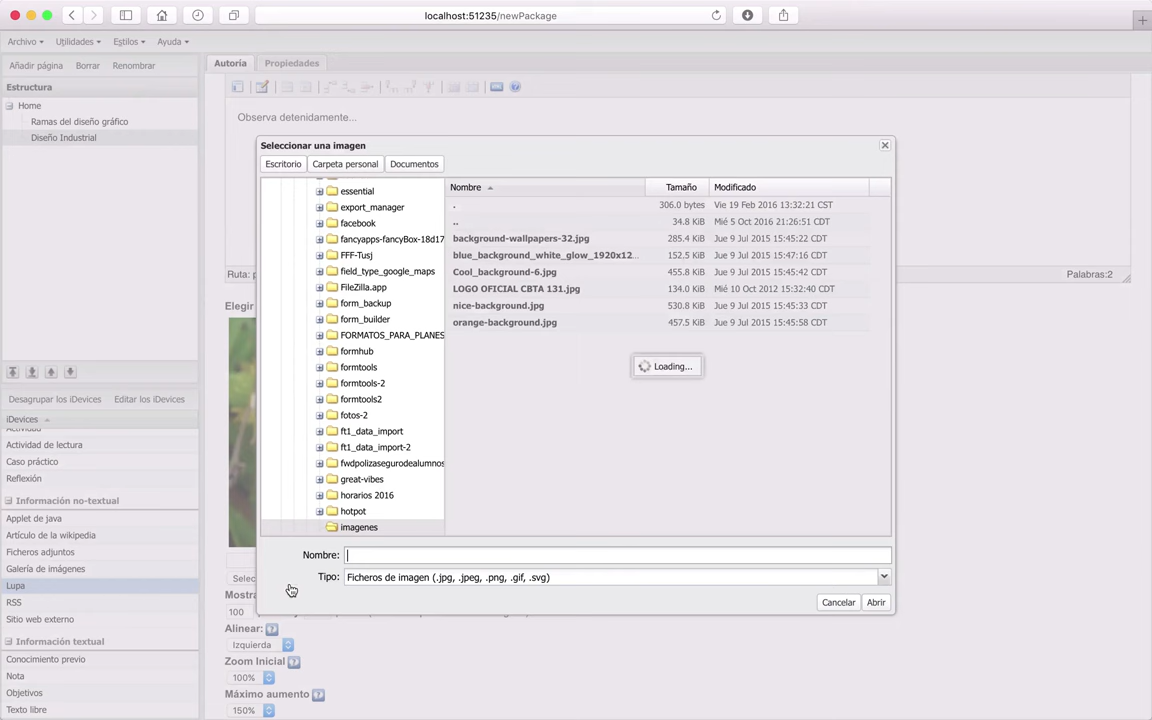 localhost:51235/newPackage
Archivo Utilidades Estilos Ayuda
Añadir página Borrar Renombrar
Estructura
Home
Ramas del diseño gráfico
Diseño Industrial
Autoría Propiedades
Observa detenidamente...
Ruta:
Palabras:2
Elegir
Seleccionar una imagen
Escritorio Carpeta personal Documentos
essential
export_manager
facebook
fancyapps-fancyBox-18d17
FFF-Tusj
field_type_google_maps
FileZilla.app
form_backup
form_builder
FORMATOS_PARA_PLANES
formhub
formtools
formtools-2
formtools2
fotos-2
ft1_data_import
ft1_data_import-2
fwdpolizasegurodealumnos
great-vibes
horarios 2016
hotpot
imagenes
Nombre Tamaño Modificado
. 306.0 bytes Vie 19 Feb 2016 13:32:21 CST
.. 34.8 KiB Mié 5 Oct 2016 21:26:51 CDT
background-wallpapers-32.jpg 285.4 KiB Jue 9 Jul 2015 15:45:22 CDT
blue_background_white_glow_1920x12... 152.5 KiB Jue 9 Jul 2015 15:47:16 CDT
Cool_background-6.jpg 455.8 KiB Jue 9 Jul 2015 15:45:42 CDT
LOGO OFICIAL CBTA 131.jpg 134.0 KiB Mié 10 Oct 2012 15:32:40 CDT
nice-background.jpg 530.8 KiB Jue 9 Jul 2015 15:45:33 CDT
orange-background.jpg 457.5 KiB Jue 9 Jul 2015 15:45:58 CDT
Loading...
Nombre:
Tipo: Ficheros de imagen (.jpg, .jpeg, .png, .gif, .svg)
Cancelar Abrir
Desagrupar los iDevices Editar los iDevices
iDevices
Actividad
Actividad de lectura
Caso práctico
Reflexión
Información no-textual
Applet de java
Artículo de la wikipedia
Ficheros adjuntos
Galería de imágenes
Lupa
RSS
Sitio web externo
Información textual
Conocimiento previo
Nota
Objetivos
Texto libre
Selec
Mostra
100
Alinear:
Izquierda
Zoom Inicial
100%
Máximo aumento
150%